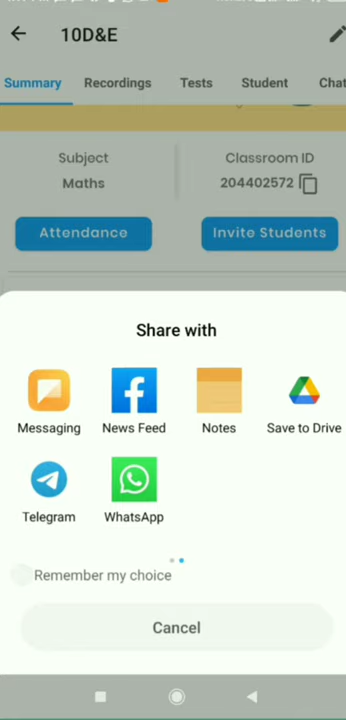 10D&E
Summary Recordings Tests Student Chat
Subject Classroom ID
Maths 204402572
Attendance Invite Students
Share with
Messaging News Feed Notes Save to Drive
Telegram WhatsApp
Remember my choice
Cancel